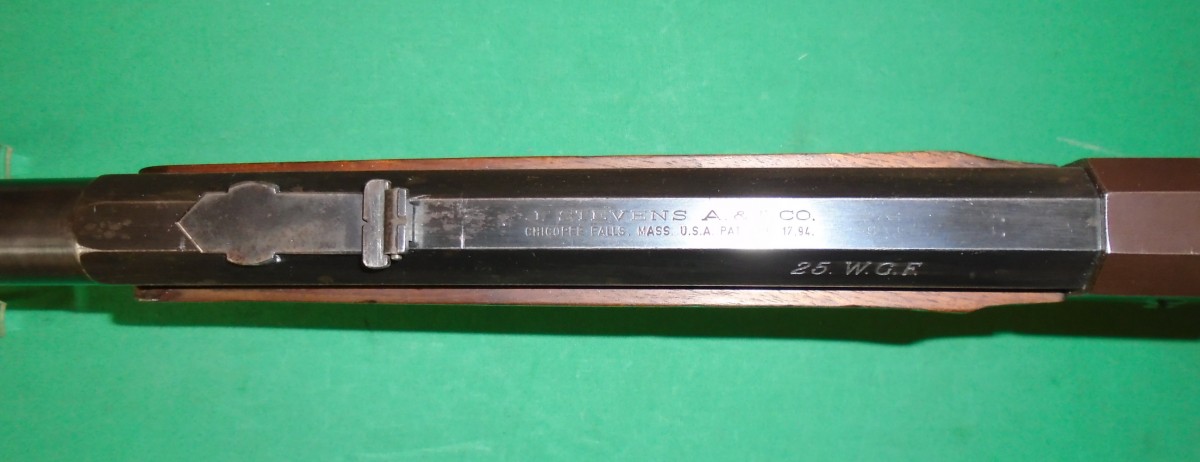 J. STEVENS A. & T. CO.
CHICOPEE FALLS. MASS. U.S.A. PAT. 17.94.
25. W.C.F.